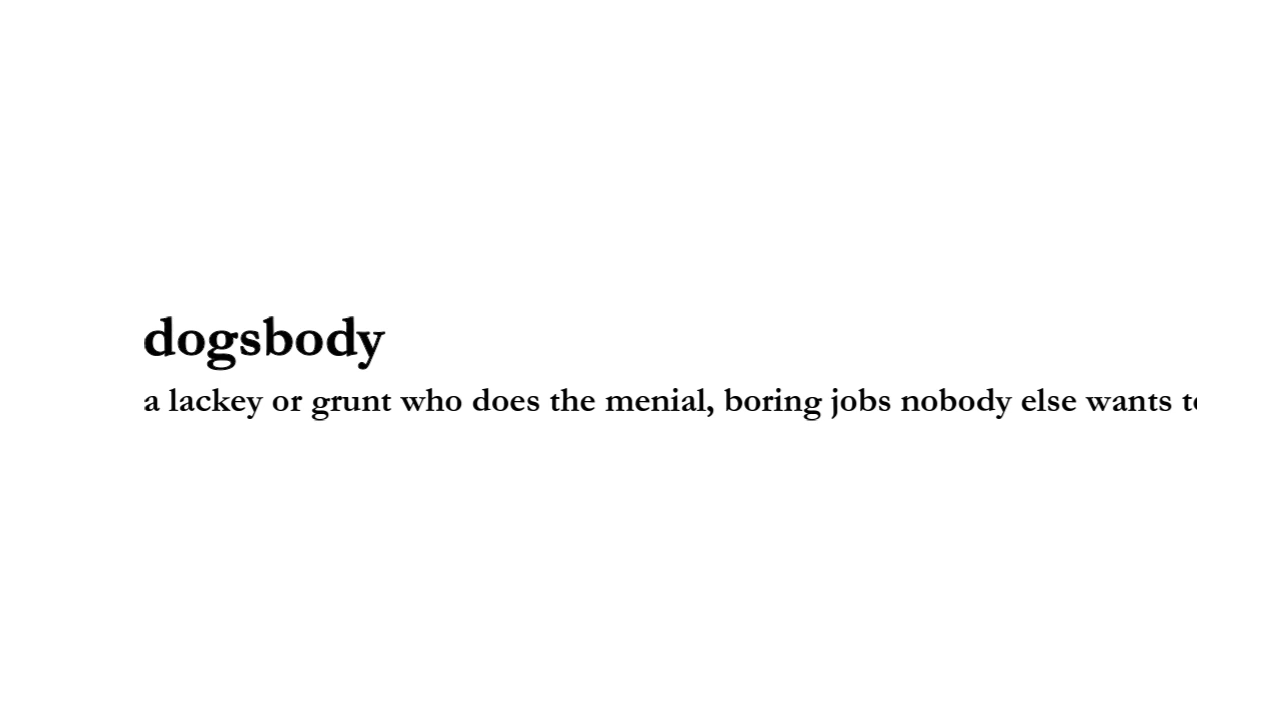 dogsbody
a lackey or grunt who does the menial, boring jobs nobody else wants